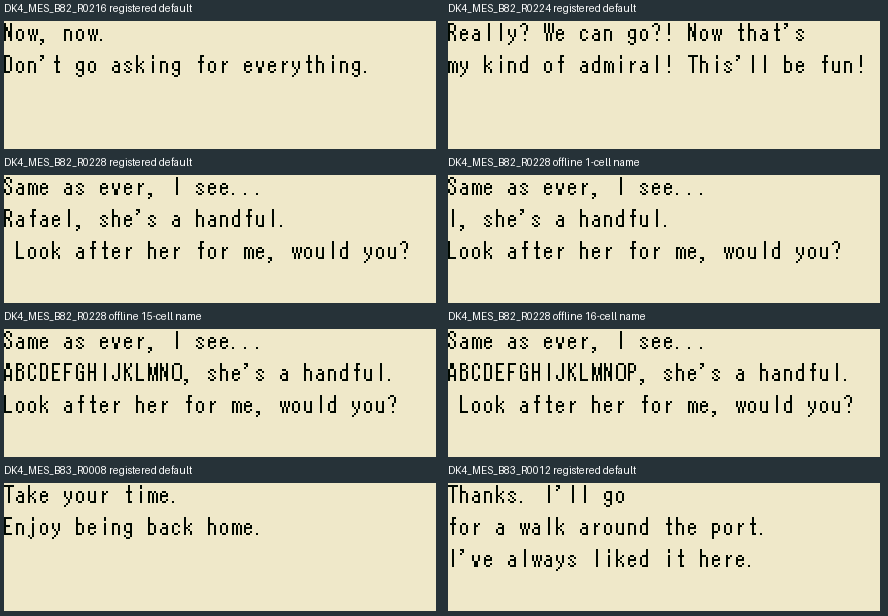 DK4_MES_B82_R0216 registered default
Now, now.
Don't go asking for everything.
DK4_MES_B82_R0224 registered default
Really? We can go?! Now that's
my kind of admiral! This'll be fun!
DK4_MES_B82_R0228 registered default
Same as ever, I see...
Rafael, she's a handful.
Look after her for me, would you?
DK4_MES_B82_R0228 offline 1-cell name
Same as ever, I see...
I, she's a handful.
Look after her for me, would you?
DK4_MES_B82_R0228 offline 15-cell name
Same as ever, I see...
ABCDEFGHIJKLMNO, she's a handful.
Look after her for me, would you?
DK4_MES_B82_R0228 offline 16-cell name
Same as ever, I see...
ABCDEFGHIJKLMNOP, she's a handful.
Look after her for me, would you?
DK4_MES_B83_R0008 registered default
Take your time.
Enjoy being back home.
DK4_MES_B83_R0012 registered default
Thanks. I'll go
for a walk around the port.
I've always liked it here.